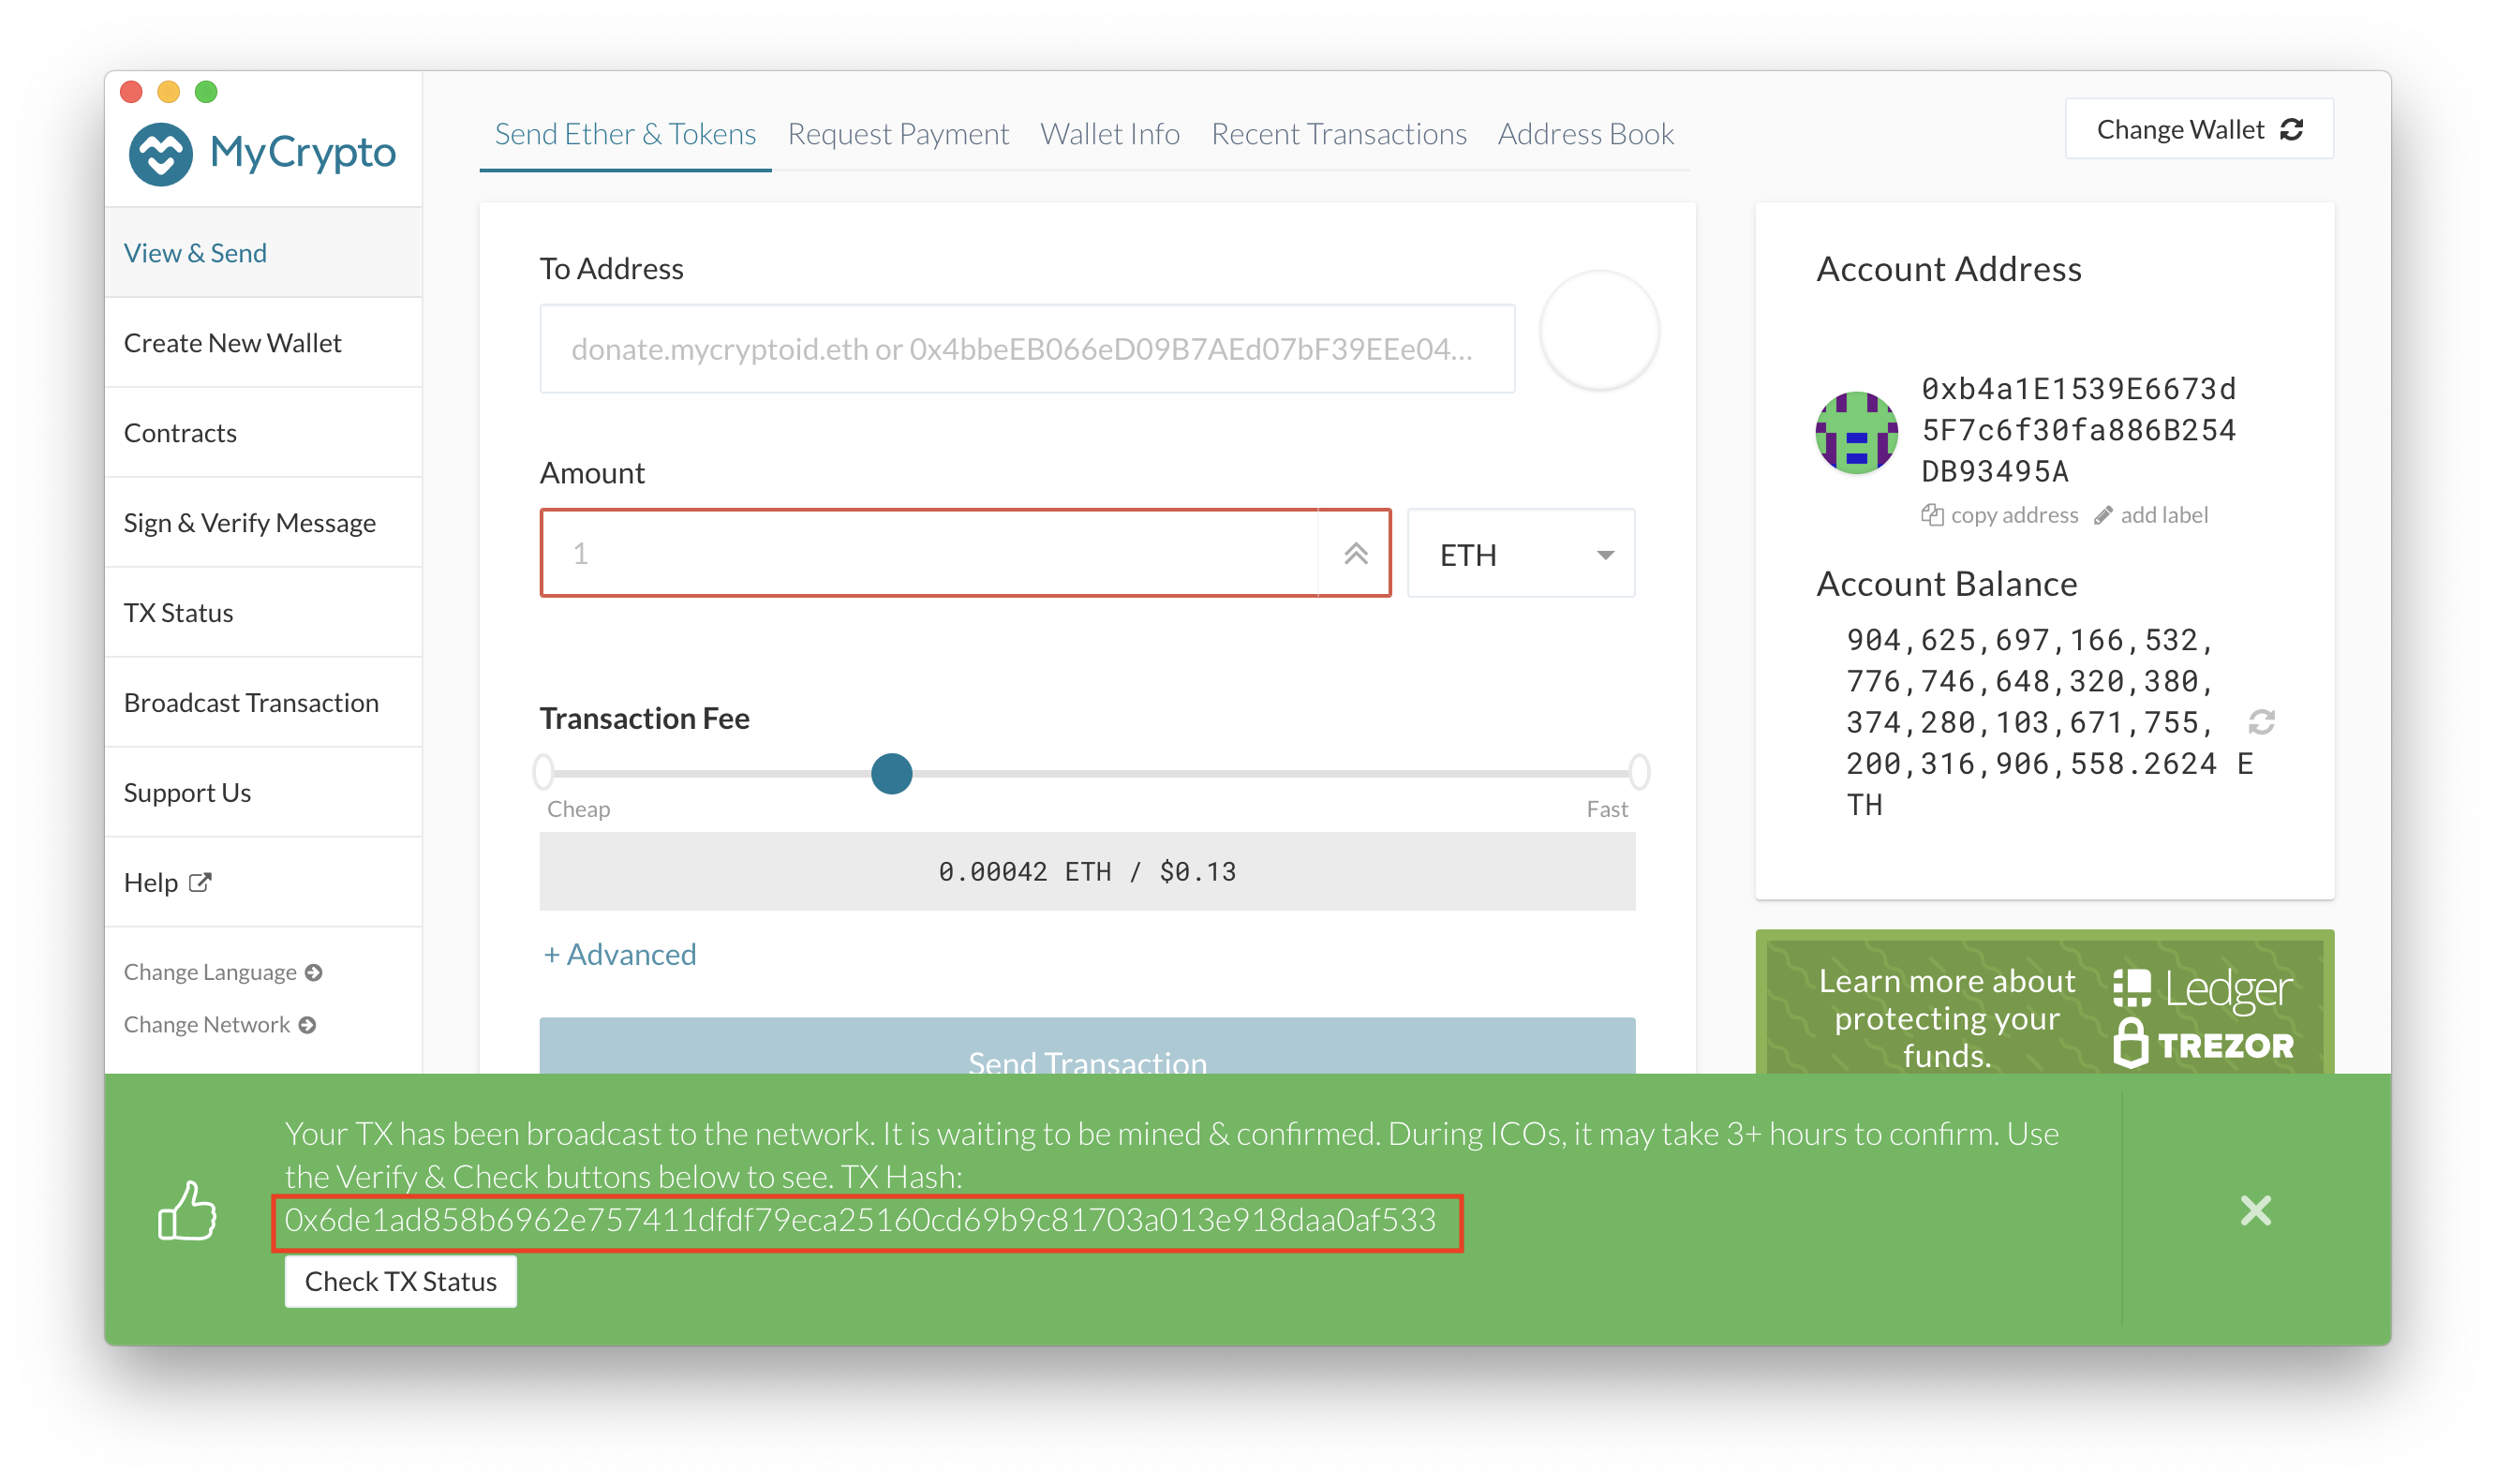 MyCrypto
View & Send
Create New Wallet
Contracts
Sign & Verify Message
TX Status
Broadcast Transaction
Support Us
Help
Change Language
Change Network
Send Ether & Tokens Request Payment Wallet Info Recent Transactions Address Book
Change Wallet
To Address
donate.mycryptoid.eth or 0x4bbeEB066eD09B7AEd07bF39EEe04...
Amount
1
ETH
Transaction Fee
Cheap
Fast
0.00042 ETH / $0.13
+ Advanced
Send Transaction
Account Address
0xb4a1E1539E6673d
5F7c6f30fa886B254
DB93495A
copy address add label
Account Balance
904,625,697,166,532,
776,746,648,320,380,
374,280,103,671,755,
200,316,906,558.2624 E
TH
Learn more about
protecting your
funds.
Ledger
TREZOR
Your TX has been broadcast to the network. It is waiting to be mined & confirmed. During ICOs, it may take 3+ hours to confirm. Use
the Verify & Check buttons below to see. TX Hash:
0x6de1ad858b6962e757411dfdf79eca25160cd69b9c81703a013e918daa0af533
Check TX Status